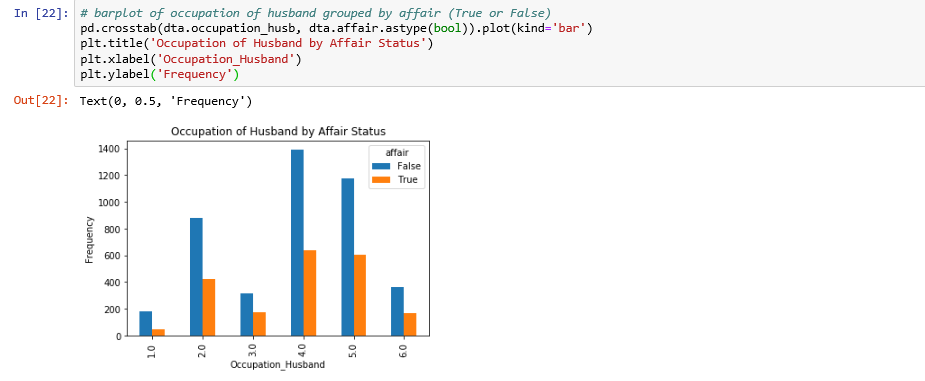 In [22]: # barplot of occupation of husband grouped by affair (True or False)
pd.crosstab(dta.occupation_husb, dta.affair.astype(bool)).plot(kind='bar')
plt.title('Occupation of Husband by Affair Status')
plt.xlabel('Occupation_Husband')
plt.ylabel('Frequency')
Out[22]: Text(0, 0.5, 'Frequency')
Occupation of Husband by Affair Status
affair
False
True
1400
1200
1000
800
600
400
200
0
Frequency
1.0 2.0 3.0 4.0 5.0 6.0
Occupation_Husband